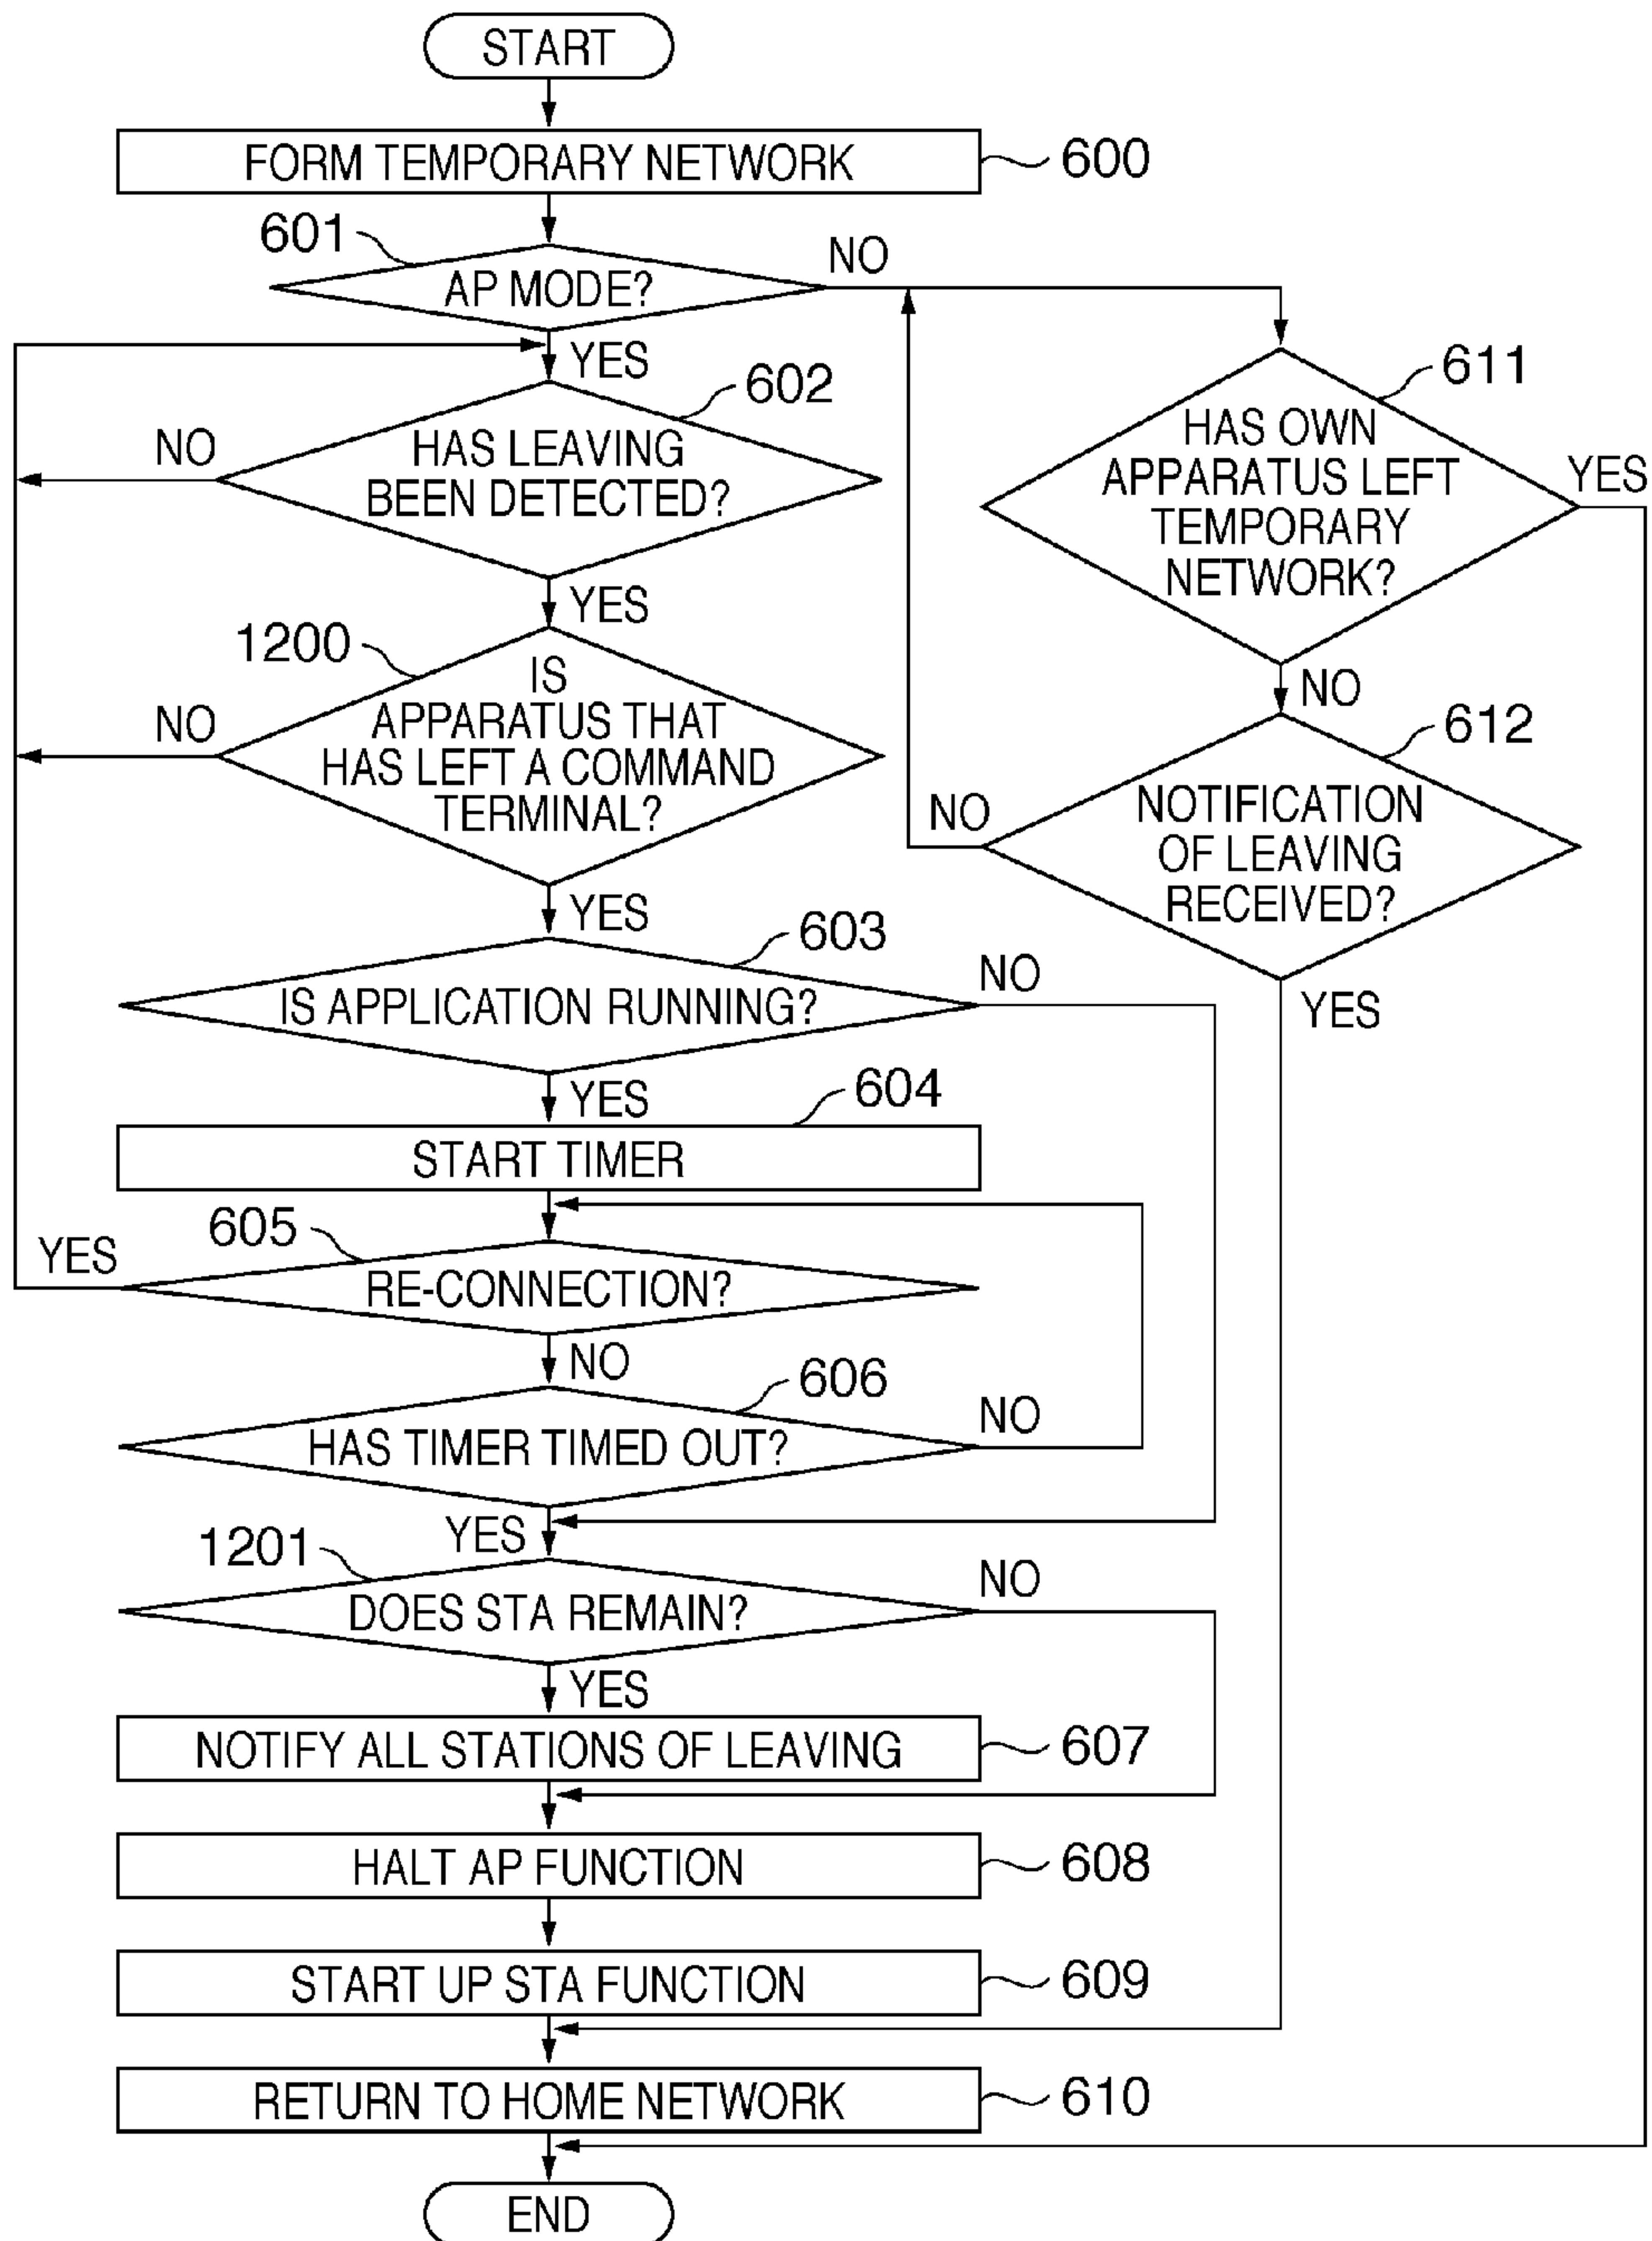 START
FORM TEMPORARY NETWORK
600
601
AP MODE?
NO
YES
602
HAS LEAVING
BEEN DETECTED?
NO
YES
611
HAS OWN
APPARATUS LEFT
TEMPORARY
NETWORK?
YES
NO
1200
IS
APPARATUS THAT
HAS LEFT A COMMAND
TERMINAL?
NO
YES
612
NOTIFICATION
OF LEAVING
RECEIVED?
NO
YES
603
IS APPLICATION RUNNING?
NO
YES
604
START TIMER
605
RE-CONNECTION?
YES
NO
606
HAS TIMER TIMED OUT?
NO
YES
1201
DOES STA REMAIN?
NO
YES
NOTIFY ALL STATIONS OF LEAVING
607
HALT AP FUNCTION
608
START UP STA FUNCTION
609
RETURN TO HOME NETWORK
610
END